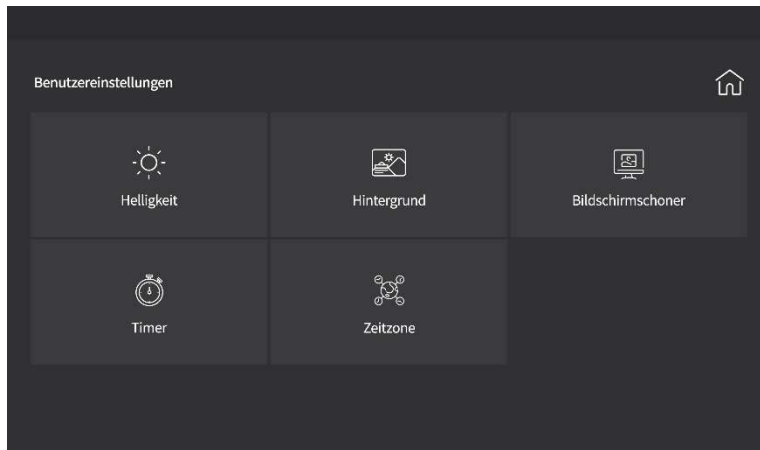 Benutzereinstellungen
Helligkeit
Hintergrund
Bildschirmschoner
Timer
Zeitzone